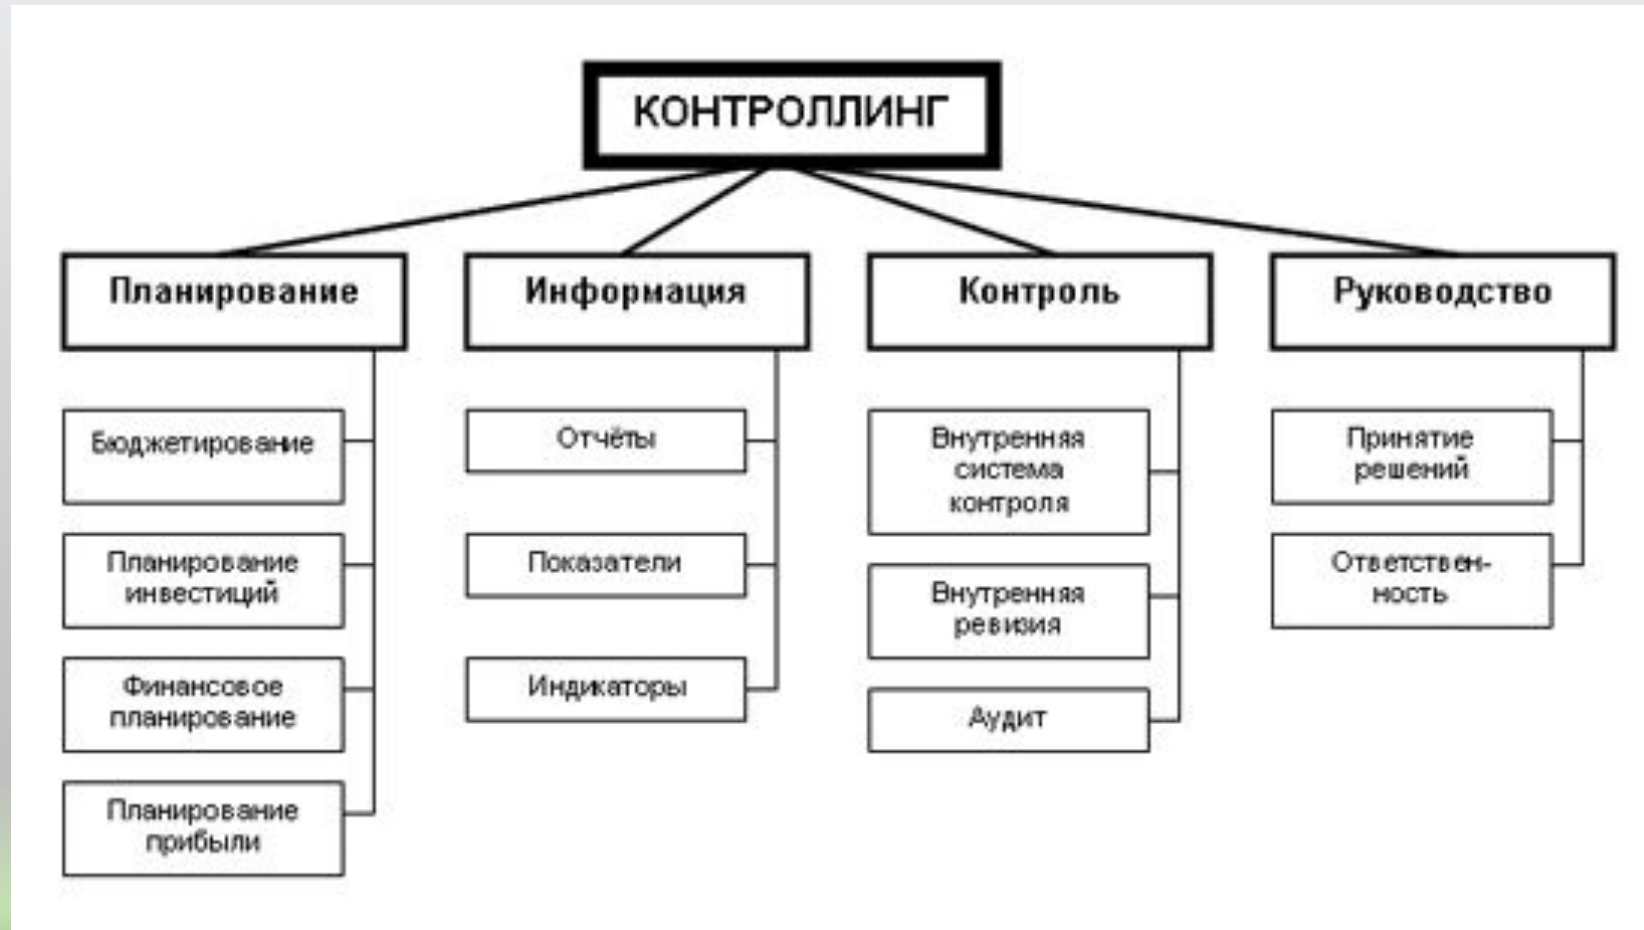 КОНТРОЛЛИНГ
Планирование
Бюджетирование
Планирование
инвестиций
Финансовое
планирование
Планирование
прибыли
Информация
Отчёты
Показатели
Индикаторы
Контроль
Внутренняя
система
контроля
Внутренняя
ревизия
Аудит
Руководство
Принятие
решений
Ответствен-
ность